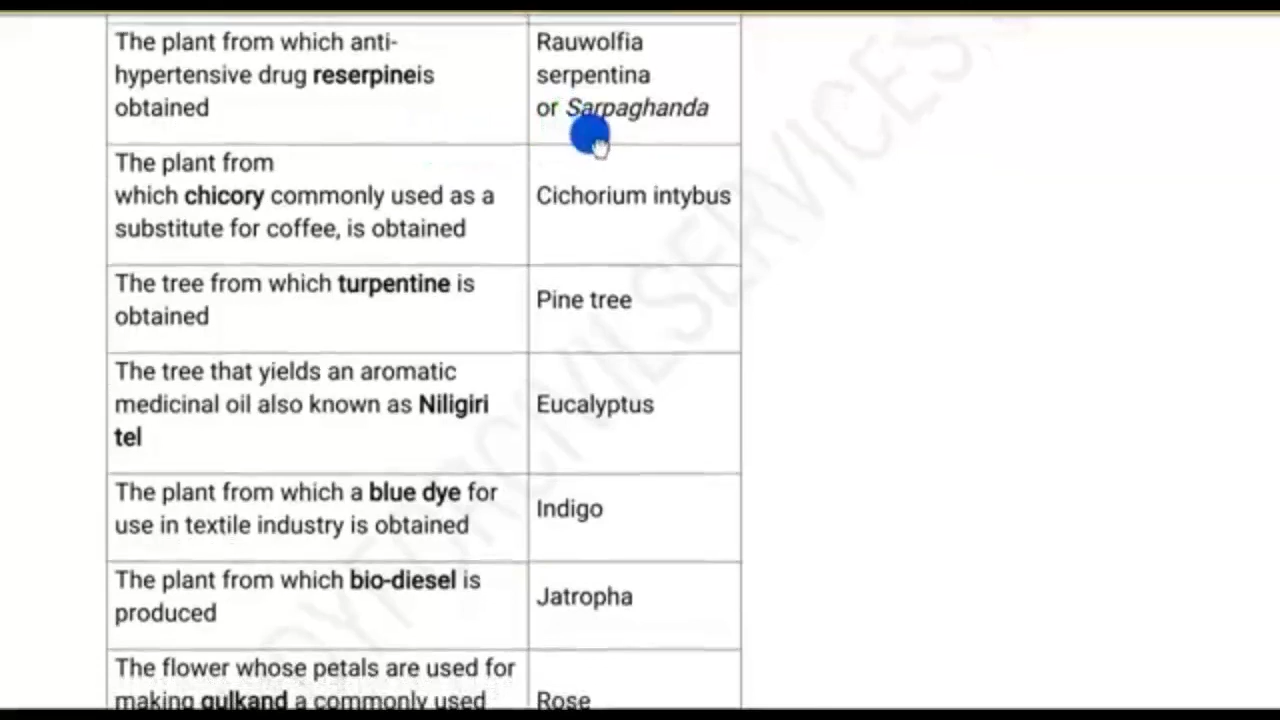 The plant from which anti-
hypertensive drug reserpineis
obtained
Rauwolfia
serpentina
or Sarpaghanda
The plant from
which chicory commonly used as a
substitute for coffee, is obtained
Cichorium intybus
The tree from which turpentine is
obtained
Pine tree
The tree that yields an aromatic
medicinal oil also known as Niligiri
tel
Eucalyptus
The plant from which a blue dye for
use in textile industry is obtained
Indigo
The plant from which bio-diesel is
produced
Jatropha
The flower whose petals are used for
making gulkand a commonly used
Rose